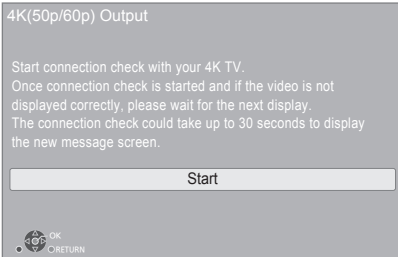 4K(50p/60p) Output
Start connection check with your 4K TV.
Once connection check is started and if the video is not
displayed correctly, please wait for the next display.
The connection check could take up to 30 seconds to display
the new message screen.
Start
OK
RETURN